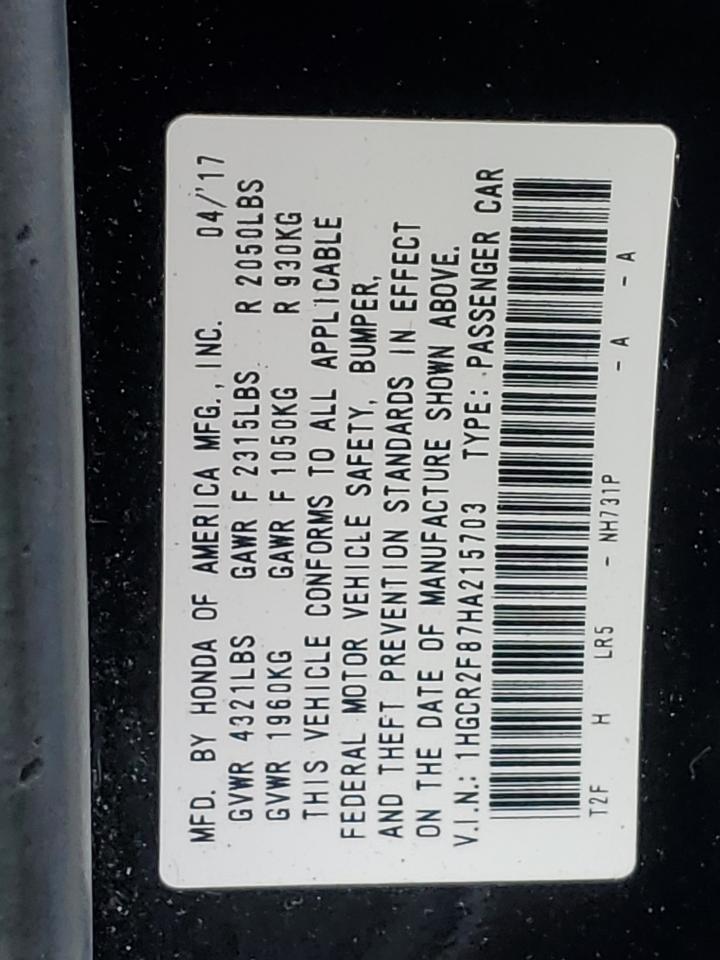 MFD. BY HONDA OF AMERICA MFG., INC. 04/'17
GVWR 4321LBS GAWR F 2315LBS R 2050LBS
GVWR 1960KG GAWR F 1050KG R 930KG
THIS VEHICLE CONFORMS TO ALL APPLICABLE
FEDERAL MOTOR VEHICLE SAFETY, BUMPER,
AND THEFT PREVENTION STANDARDS IN EFFECT
ON THE DATE OF MANUFACTURE SHOWN ABOVE.
V.I.N.: 1HGCR2F87HA215703 TYPE: PASSENGER CAR
T2F H LR5 - NH731P - A - A